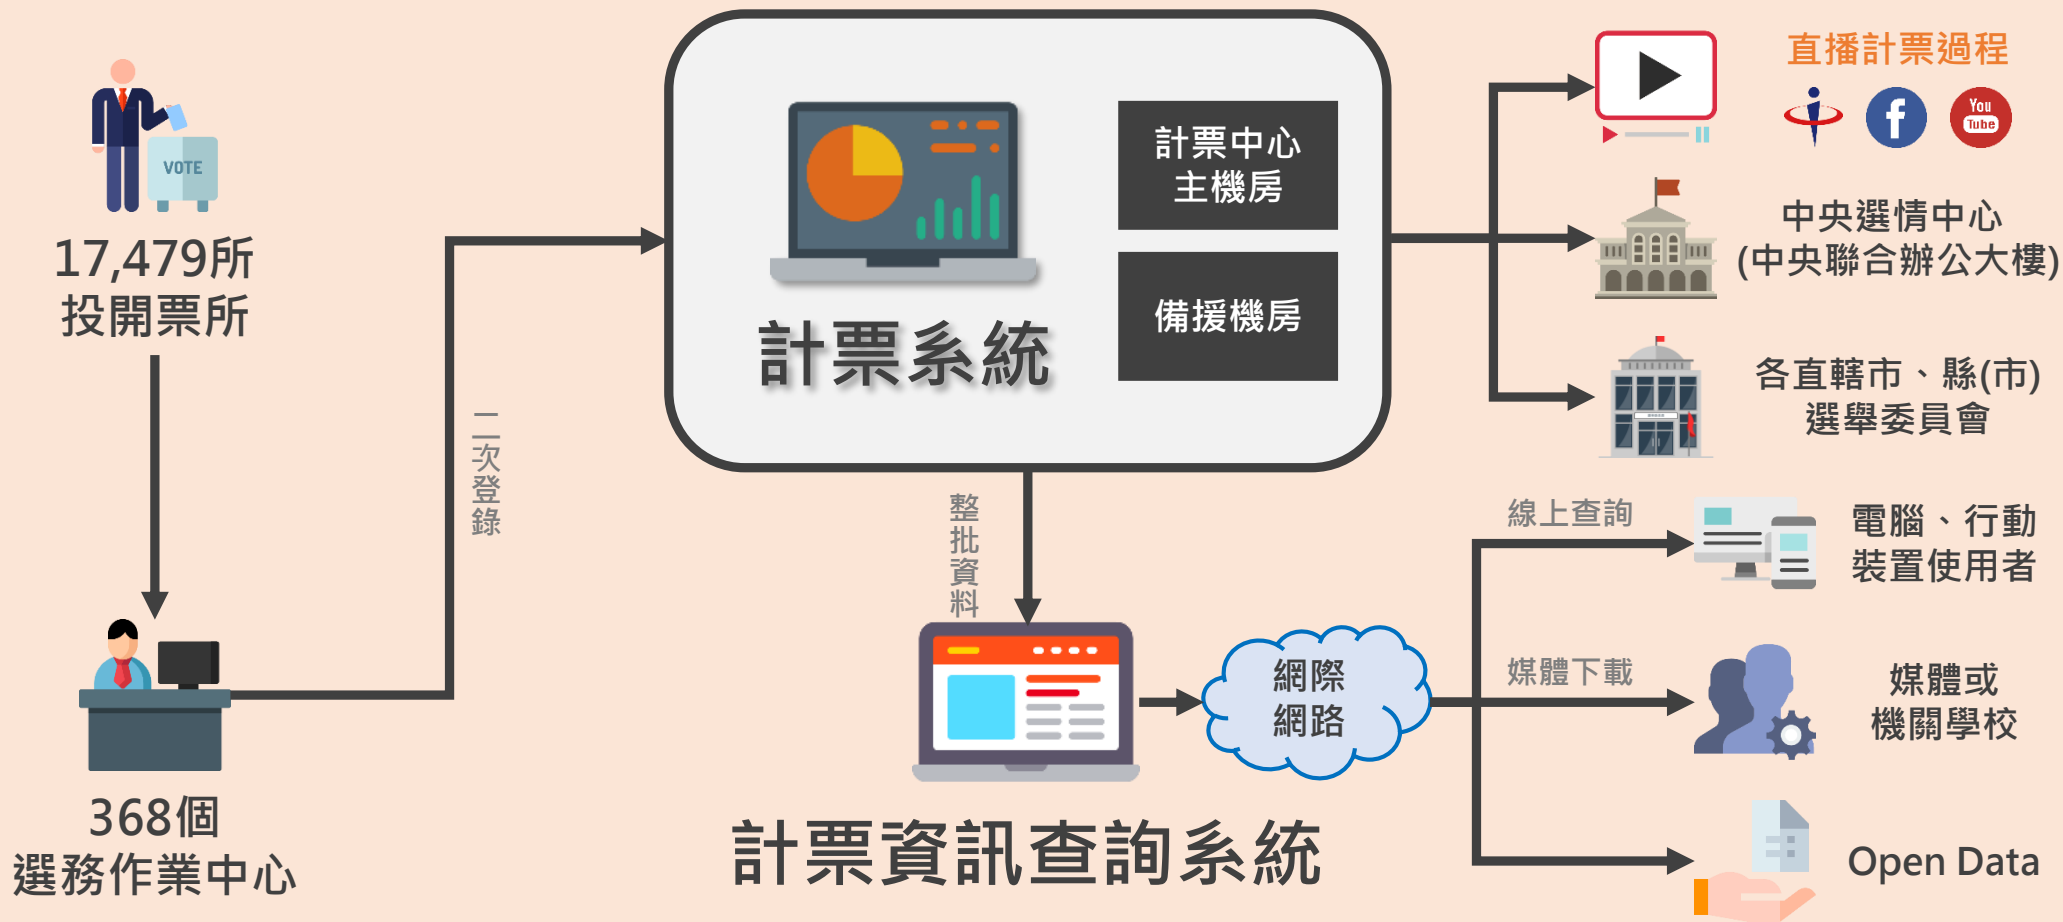 VOTE
17,479所
投開票所
368個
選務作業中心
二次登錄
計票系統
計票中心
主機房
備援機房
直播計票過程
f
You
Tube
中央選情中心
(中央聯合辦公大樓)
各直轄市、縣(市)
選舉委員會
整批資料
計票資訊查詢系統
網際
網路
線上查詢
電腦、行動
裝置使用者
媒體下載
媒體或
機關學校
Open Data